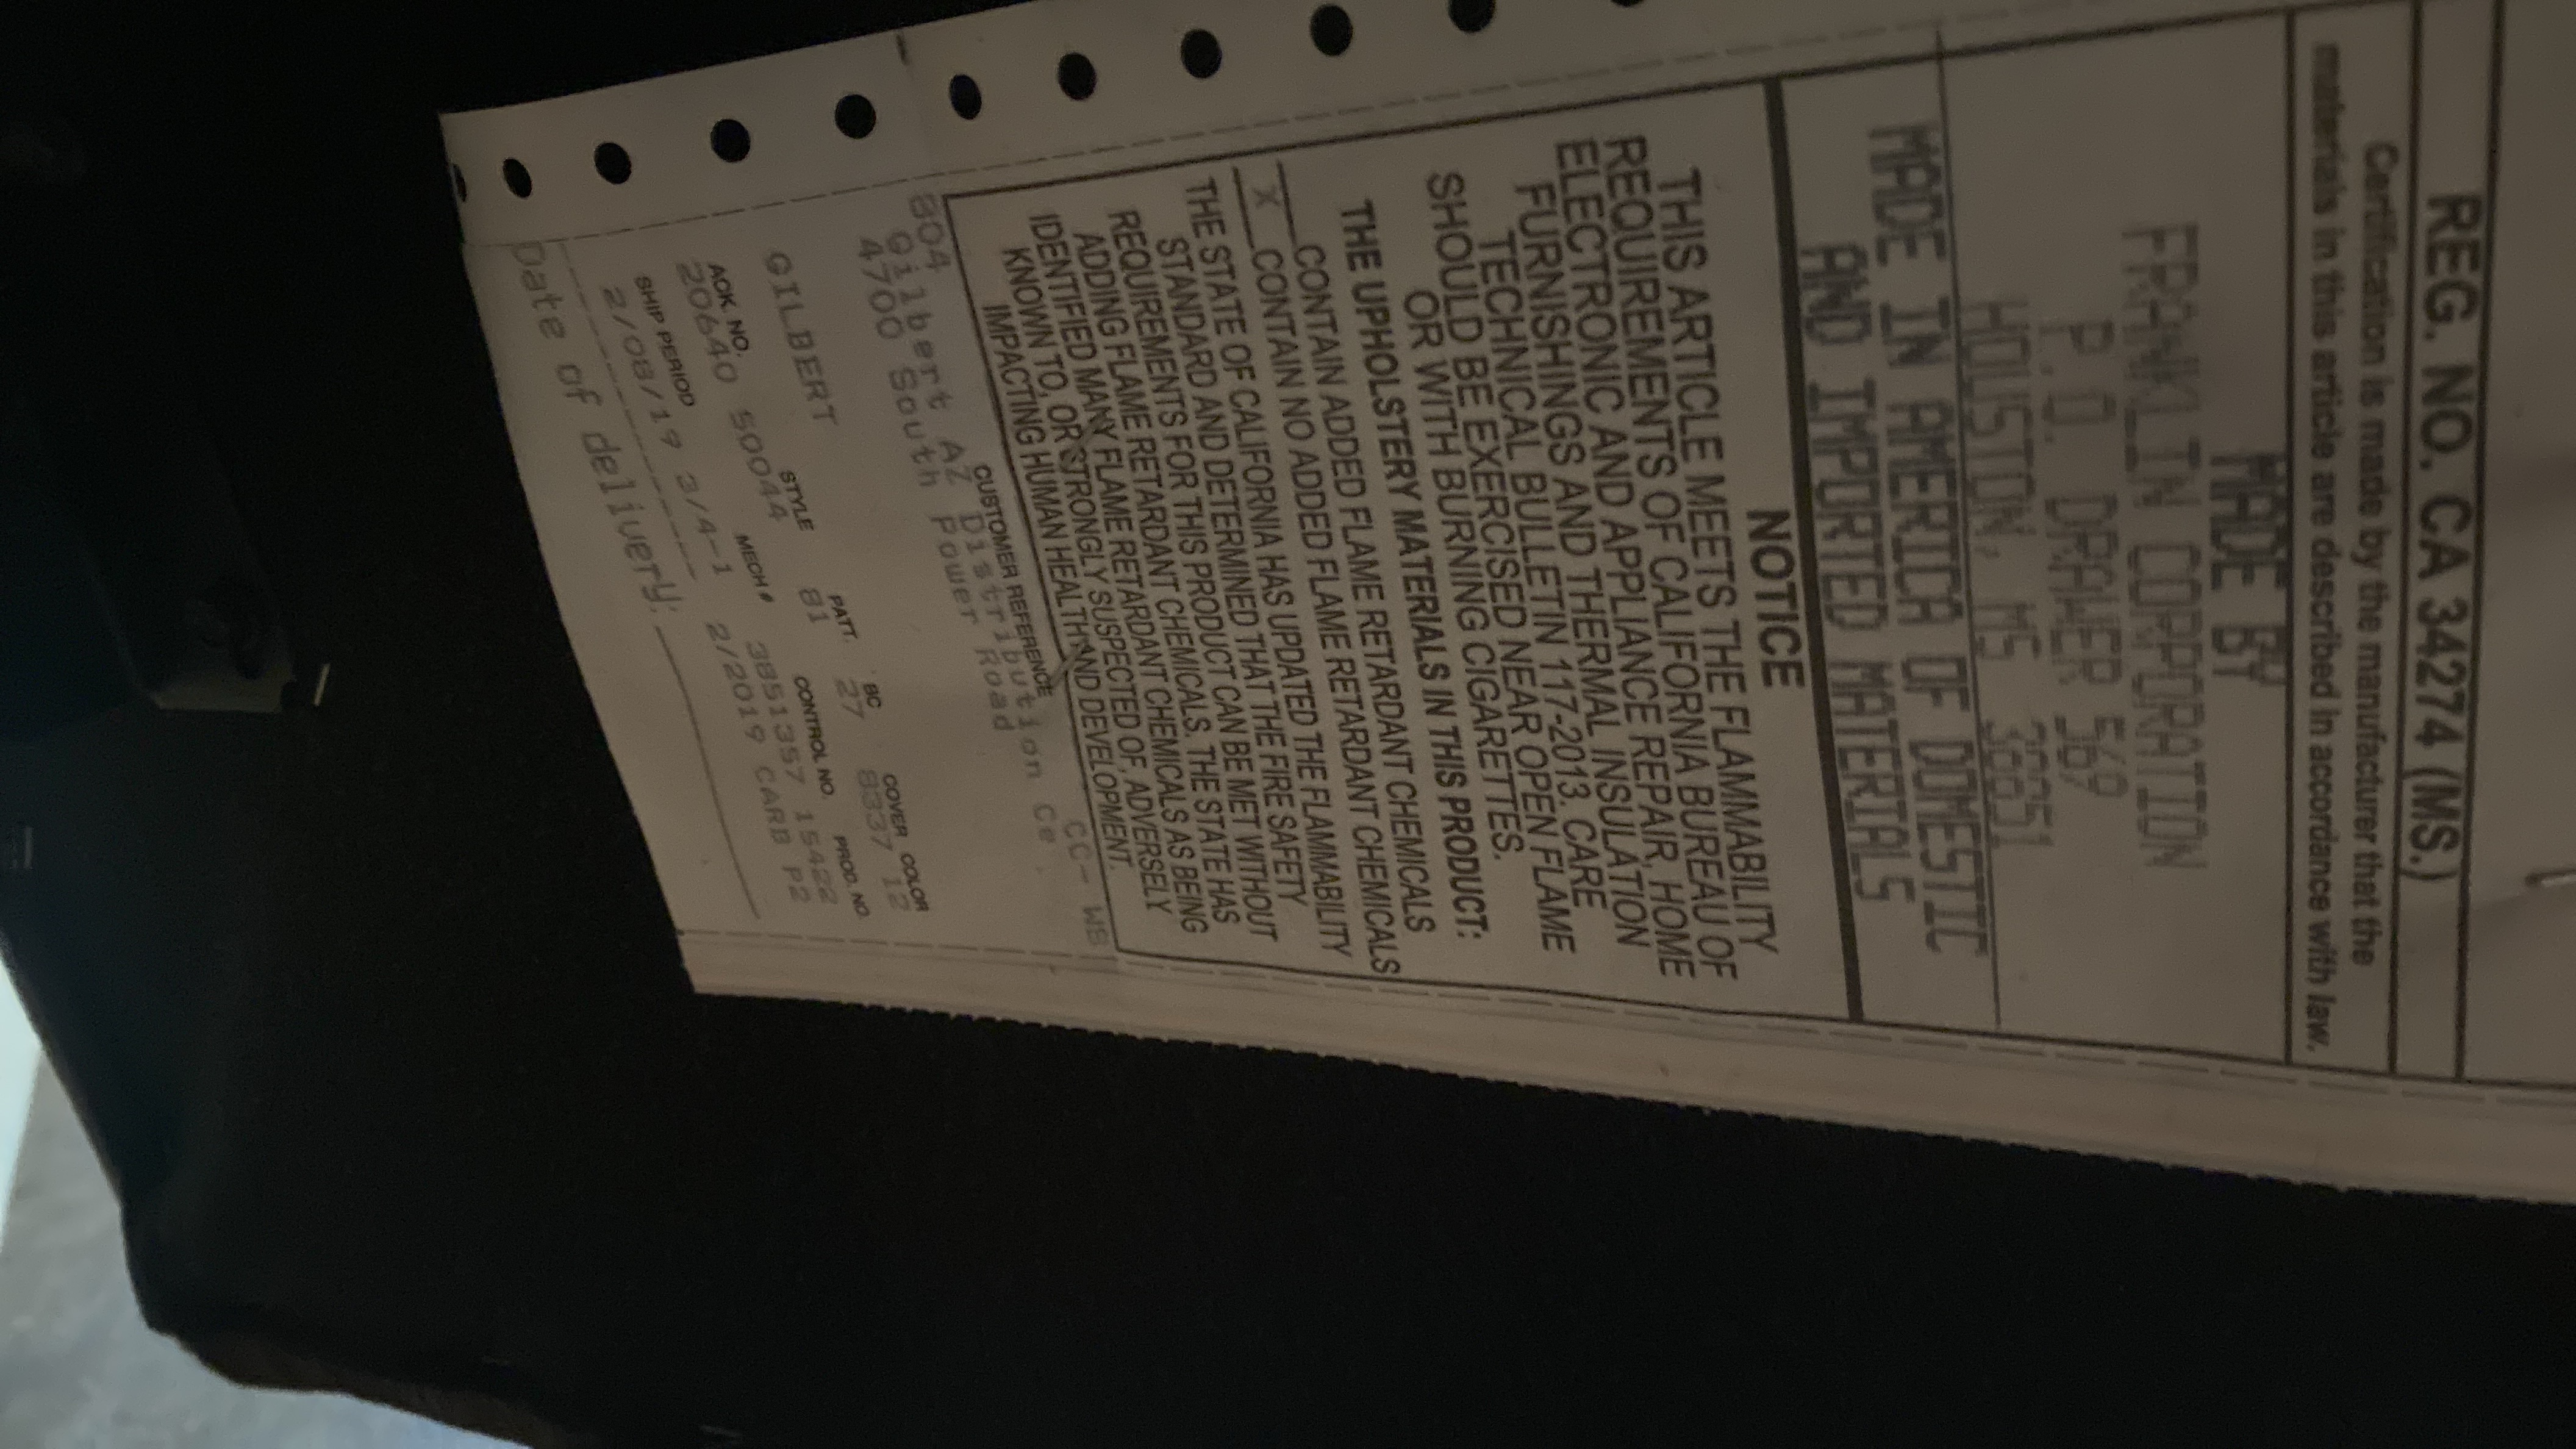 REG. NO. CA 34274 (MS.)
Certification is made by the manufacturer that the
materials in this article are described in accordance with law.
MADE BY
FRANKLIN CORPORATION
P.O. DRAWER 569
HOUSTON, MS 38851
MADE IN AMERICA OF DOMESTIC
AND IMPORTED MATERIALS
NOTICE
THIS ARTICLE MEETS THE FLAMMABILITY
REQUIREMENTS OF CALIFORNIA BUREAU OF
ELECTRONIC AND APPLIANCE REPAIR, HOME
FURNISHINGS AND THERMAL INSULATION
TECHNICAL BULLETIN 117-2013. CARE
SHOULD BE EXERCISED NEAR OPEN FLAME
OR WITH BURNING CIGARETTES.
THE UPHOLSTERY MATERIALS IN THIS PRODUCT:
____CONTAIN ADDED FLAME RETARDANT CHEMICALS
_X_CONTAIN NO ADDED FLAME RETARDANT CHEMICALS
THE STATE OF CALIFORNIA HAS UPDATED THE FLAMMABILITY
STANDARD AND DETERMINED THAT THE FIRE SAFETY
REQUIREMENTS FOR THIS PRODUCT CAN BE MET WITHOUT
ADDING FLAME RETARDANT CHEMICALS. THE STATE HAS
IDENTIFIED MANY FLAME RETARDANT CHEMICALS AS BEING
KNOWN TO, OR STRONGLY SUSPECTED OF, ADVERSELY
IMPACTING HUMAN HEALTH AND DEVELOPMENT.
CC- WB
CUSTOMER REFERENCE
804 Gilbert AZ Distribution Ce
4700 South Power Road
STYLE PATT. BC COVER COLOR
GILBERT
50044 81 27 8337 12
ACK. NO. MECH # CONTROL NO. PROD. NO.
20640 3851357 15422
SHIP PERIOD
2/08/19 3/4-1 2/2019 CARB P2
Date of delivery: